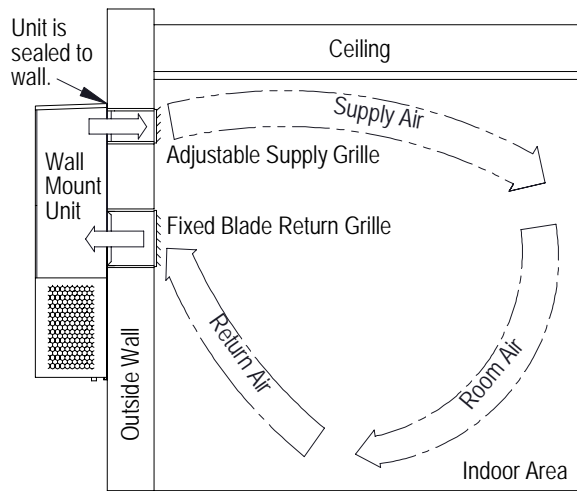 Unit is
sealed to
wall.
Ceiling
Supply Air
Adjustable Supply Grille
Wall
Mount
Unit
Fixed Blade Return Grille
Return Air
Room Air
Outside Wall
Indoor Area